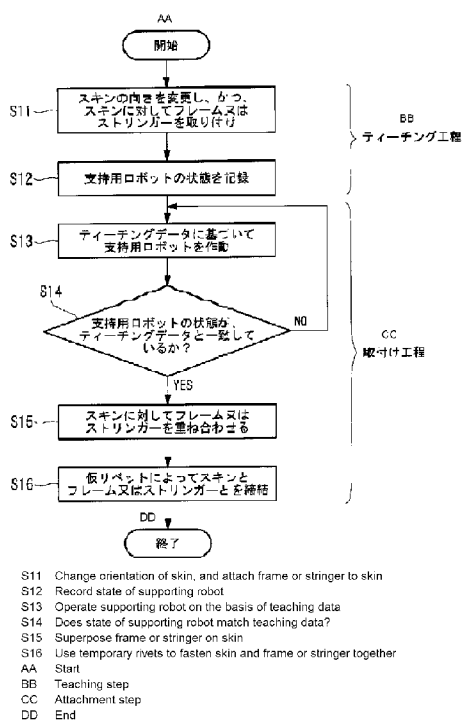 AA
開始
S11
スキンの向きを変更し、かつ、
スキンに対してフレーム又は
ストリンガーを取り付け
BB
ティーチング工程
S12
支持用ロボットの状態を記録
S13
ティーチングデータに基づいて
支持用ロボットを作動
S14
支持用ロボットの状態が、
ティーチングデータと一致して
いるか？
NO
YES
CC
取付け工程
S15
スキンに対してフレーム又は
ストリンガーを重ね合わせる
S16
仮リベットによってスキンと
フレーム又はストリンガーとを締結
DD
終了
S11 Change orientation of skin, and attach frame or stringer to skin
S12 Record state of supporting robot
S13 Operate supporting robot on the basis of teaching data
S14 Does state of supporting robot match teaching data?
S15 Superpose frame or stringer on skin
S16 Use temporary rivets to fasten skin and frame or stringer together
AA Start
BB Teaching step
CC Attachment step
DD End